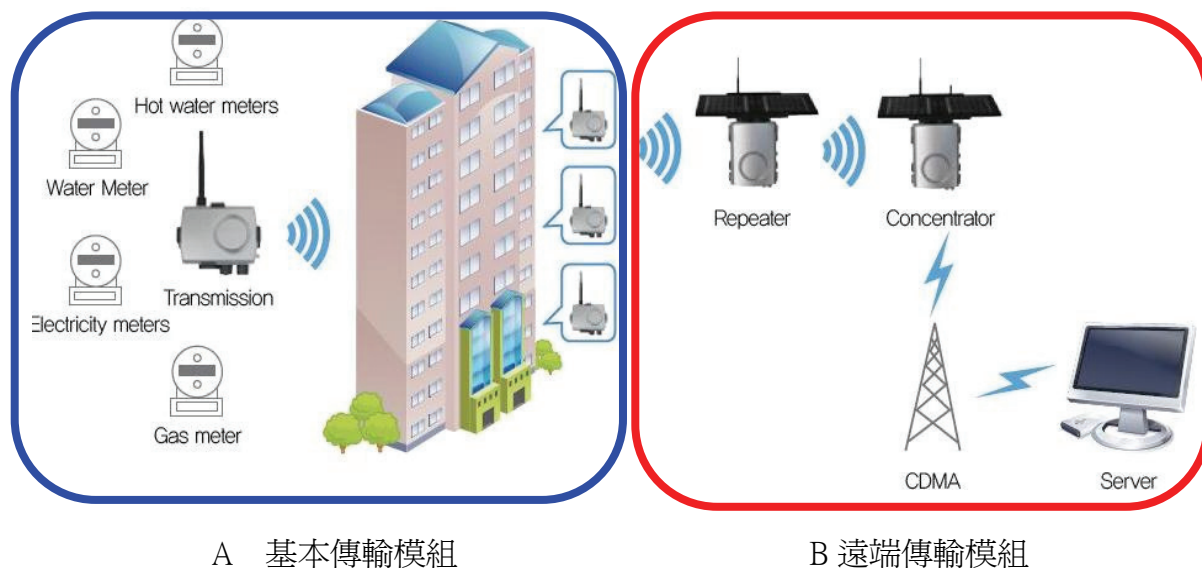 Hot water meters
Water Meter
Transmission
Electricity meters
Gas meter
Repeater
Concentrator
CDMA
Server
A 基本傳輸模組
B 遠端傳輸模組